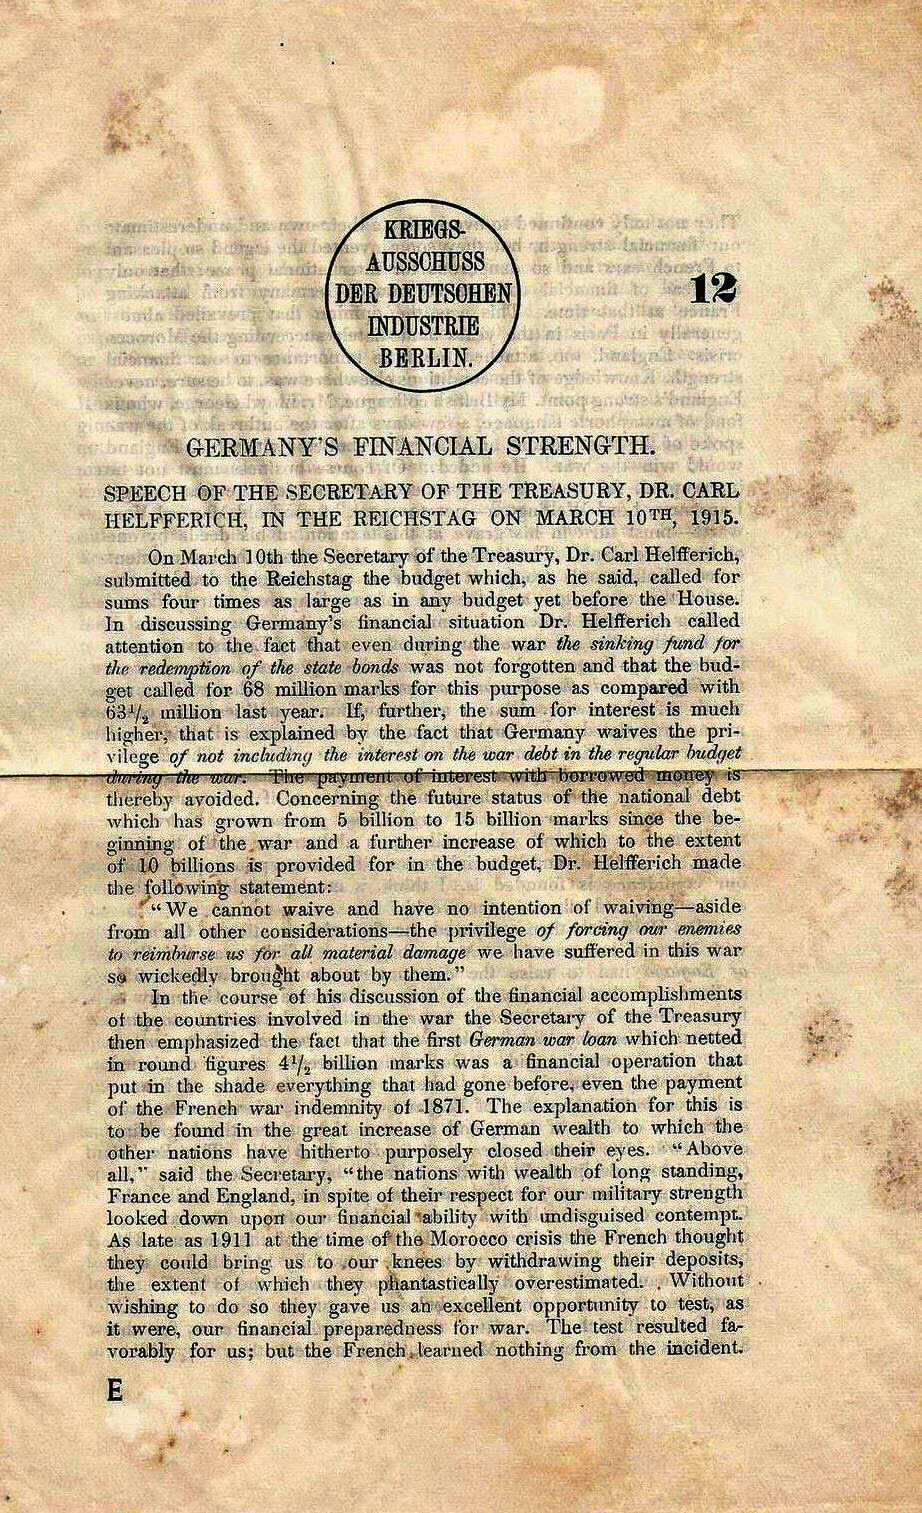 KRIEGS-
AUSSCHUSS
DER DEUTSCHEN
INDUSTRIE
BERLIN.
12
GERMANY'S FINANCIAL STRENGTH.
SPEECH OF THE SECRETARY OF THE TREASURY, DR. CARL
HELFFERICH, IN THE REICHSTAG ON MARCH 10TH, 1915.
On March 10th the Secretary of the Treasury, Dr. Carl Helfferich,
submitted to the Reichstag the budget which, as he said, called for
sums four times as large as in any budget yet before the House.
In discussing Germany's financial situation Dr. Helfferich called
attention to the fact that even during the war the sinking fund for
the redemption of the state bonds was not forgotten and that the bud-
get called for 68 million marks for this purpose as compared with
63 1/2 million last year. If, further, the sum for interest is much
higher, that is explained by the fact that Germany waives the pri-
vilege of not including the interest on the war debt in the regular budget
during the war. The payment of interest with borrowed money is
thereby avoided. Concerning the future status of the national debt
which has grown from 5 billion to 15 billion marks since the be-
ginning of the war and a further increase of which to the extent
of 10 billions is provided for in the budget, Dr. Helfferich made
the following statement:
"We cannot waive and have no intention of waiving—aside
from all other considerations—the privilege of forcing our enemies
to reimburse us for all material damage we have suffered in this war
so wickedly brought about by them."
In the course of his discussion of the financial accomplishments
of the countries involved in the war the Secretary of the Treasury
then emphasized the fact that the first German war loan which netted
in round figures 4 1/2 billion marks was a financial operation that
put in the shade everything that had gone before, even the payment
of the French war indemnity of 1871. The explanation for this is
to be found in the great increase of German wealth to which the
other nations have hitherto purposely closed their eyes. "Above
all," said the Secretary, "the nations with wealth of long standing,
France and England, in spite of their respect for our military strength
looked down upon our financial ability with undisguised contempt.
As late as 1911 at the time of the Morocco crisis the French thought
they could bring us to our knees by withdrawing their deposits,
the extent of which they phantastically overestimated. Without
wishing to do so they gave us an excellent opportunity to test, as
it were, our financial preparedness for war. The test resulted fa-
vorably for us; but the French learned nothing from the incident.
E